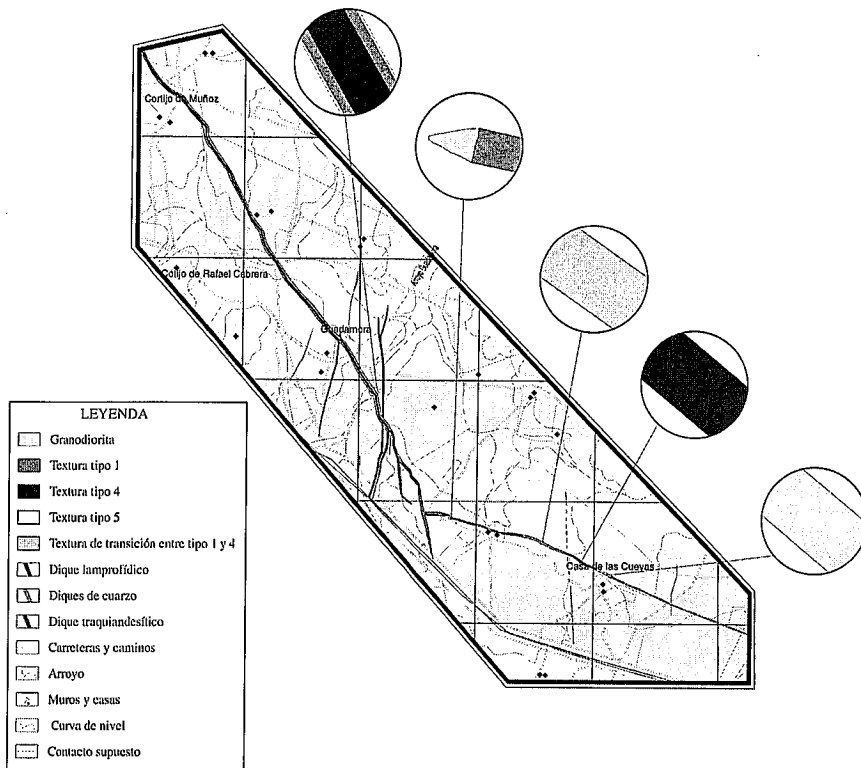 Cortijo de Muñoz
Cotijo de Rafael Cabrera
Guadamora
Casa de las Cuevas
LEYENDA
Granodiorita
Textura tipo 1
Textura tipo 4
Textura tipo 5
Textura de transición entre tipo 1 y 4
Dique lamprofídico
Diques de cuarzo
Dique traquiandesítico
Carreteras y caminos
Arroyo
Muros y casas
Curva de nivel
Contacto supuesto